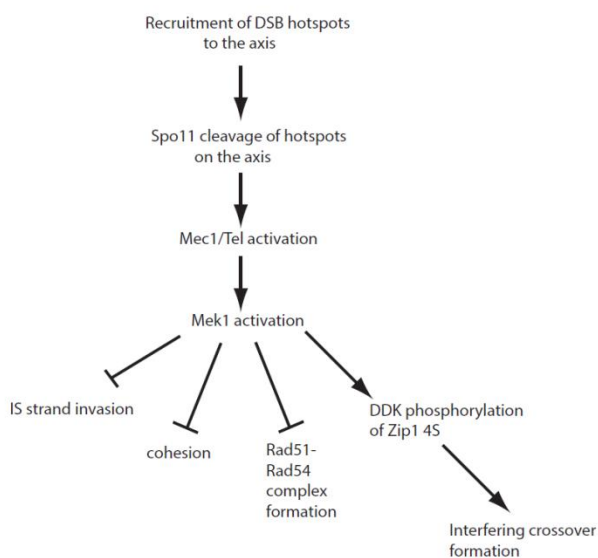 Recruitment of DSB hotspots
to the axis
Spo11 cleavage of hotspots
on the axis
Mec1/Tel activation
Mek1 activation
IS strand invasion
cohesion
Rad51-
Rad54
complex
formation
DDK phosphorylation
of Zip1 4S
Interfering crossover
formation